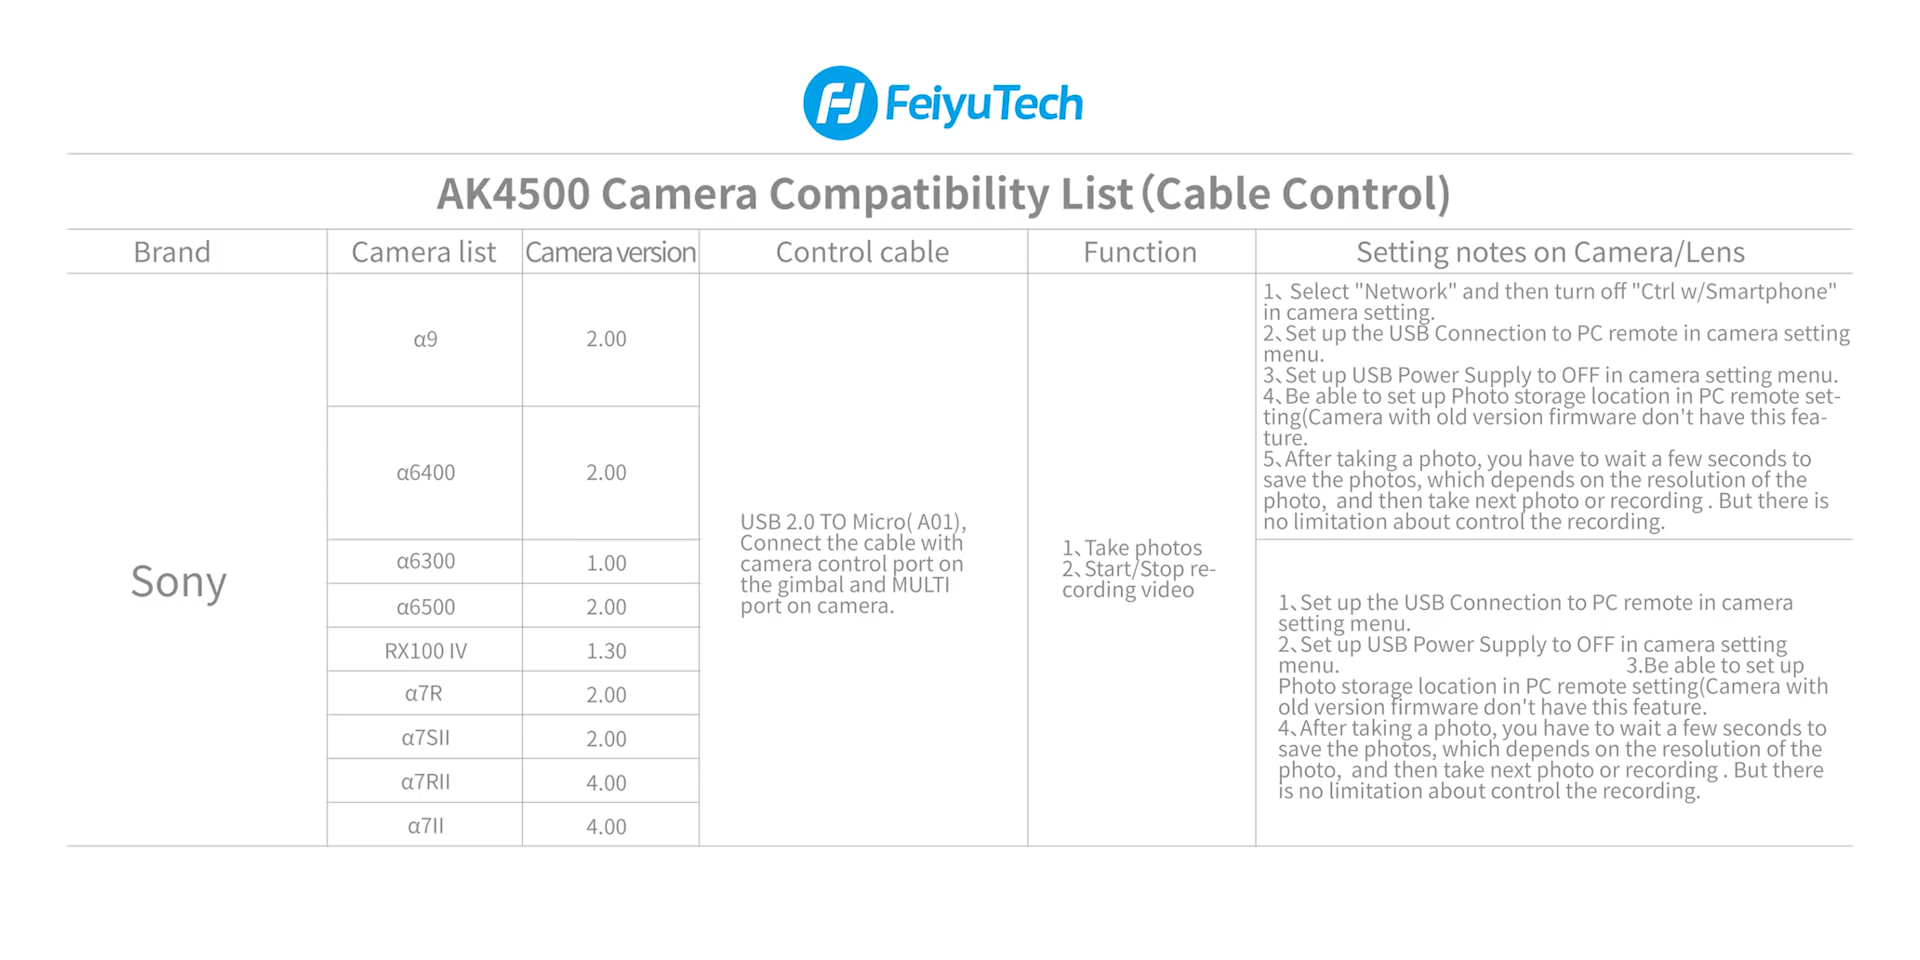 FeiyuTech
AK4500 Camera Compatibility List(Cable Control)
Brand
Camera list
Camera version
Control cable
Function
Setting notes on Camera/Lens
Sony
α9
2.00
α6400
2.00
α6300
1.00
α6500
2.00
RX100 IV
1.30
α7R
2.00
α7SII
2.00
α7RII
4.00
α7II
4.00
USB 2.0 TO Micro( A01),
Connect the cable with
camera control port on
the gimbal and MULTI
port on camera.
1、Take photos
2、Start/Stop re-
cording video
1、 Select "Network" and then turn off "Ctrl w/Smartphone"
in camera setting.
2、Set up the USB Connection to PC remote in camera setting
menu.
3、Set up USB Power Supply to OFF in camera setting menu.
4、Be able to set up Photo storage location in PC remote set-
ting(Camera with old version firmware don't have this fea-
ture.
5、After taking a photo, you have to wait a few seconds to
save the photos, which depends on the resolution of the
photo, and then take next photo or recording . But there is
no limitation about control the recording.
1、Set up the USB Connection to PC remote in camera
setting menu.
2、Set up USB Power Supply to OFF in camera setting
menu. 3.Be able to set up
Photo storage location in PC remote setting(Camera with
old version firmware don't have this feature.
4、After taking a photo, you have to wait a few seconds to
save the photos, which depends on the resolution of the
photo, and then take next photo or recording . But there
is no limitation about control the recording.